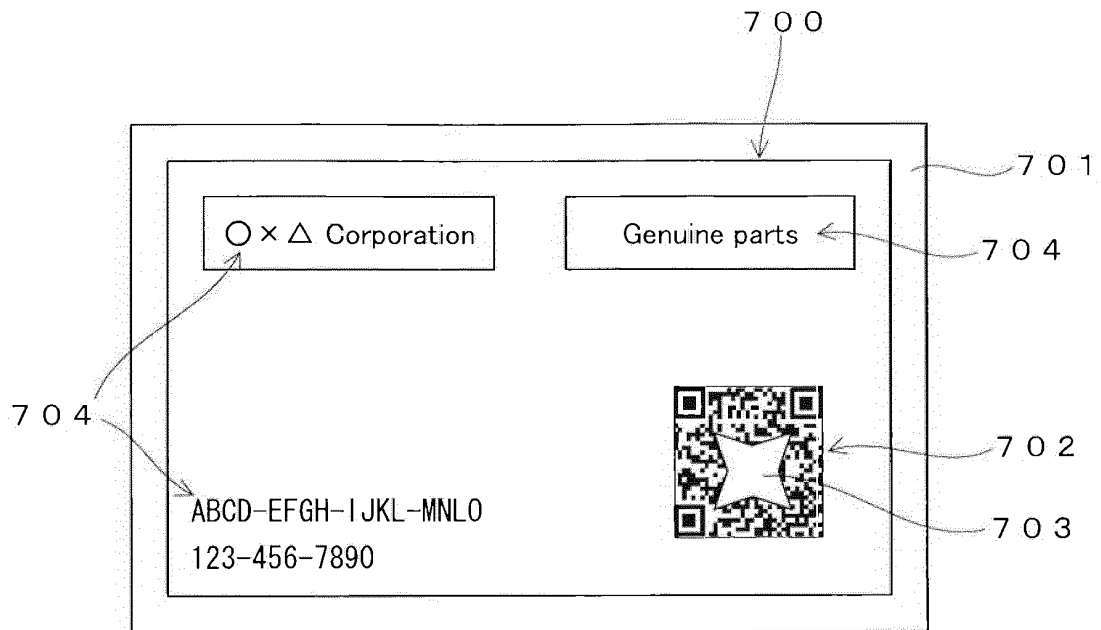 ７００
７０１
○×△ Corporation
Genuine parts
７０４
７０４
７０２
ABCD-EFGH-IJKL-MNLO
７０３
123-456-7890